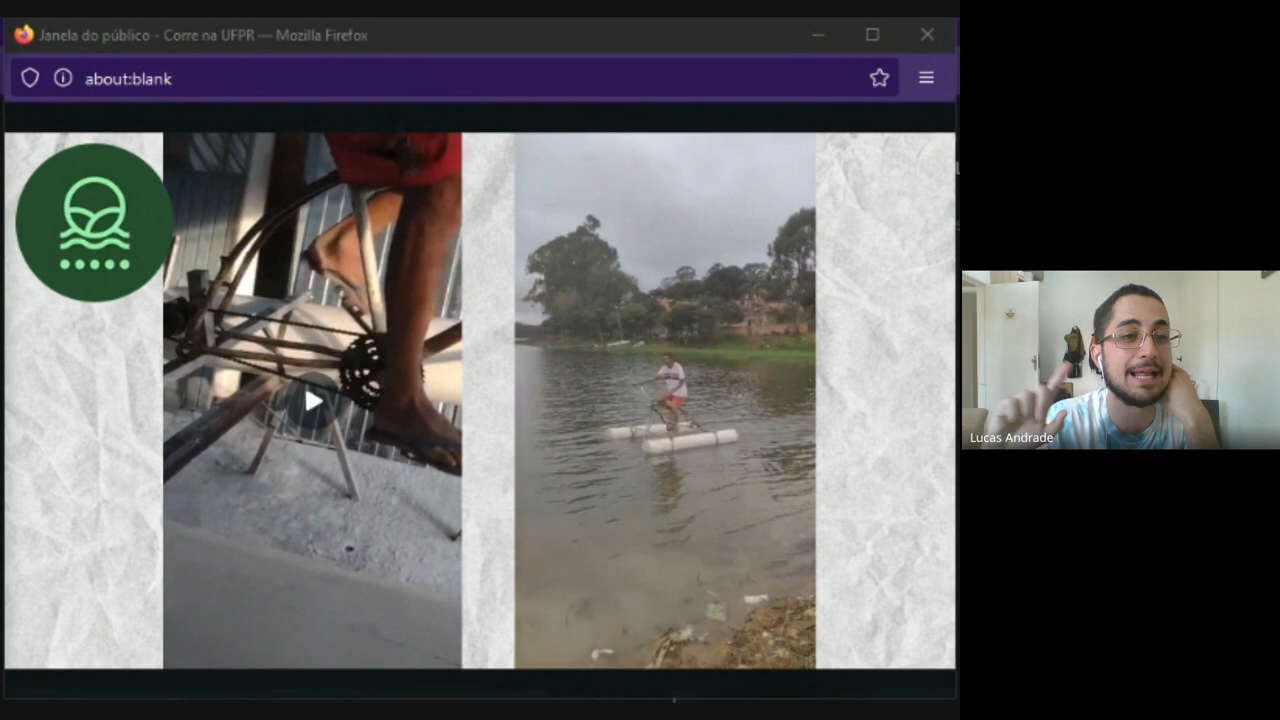 Janela do público - Corre na UFPR — Mozilla Firefox
about:blank
Lucas Andrade